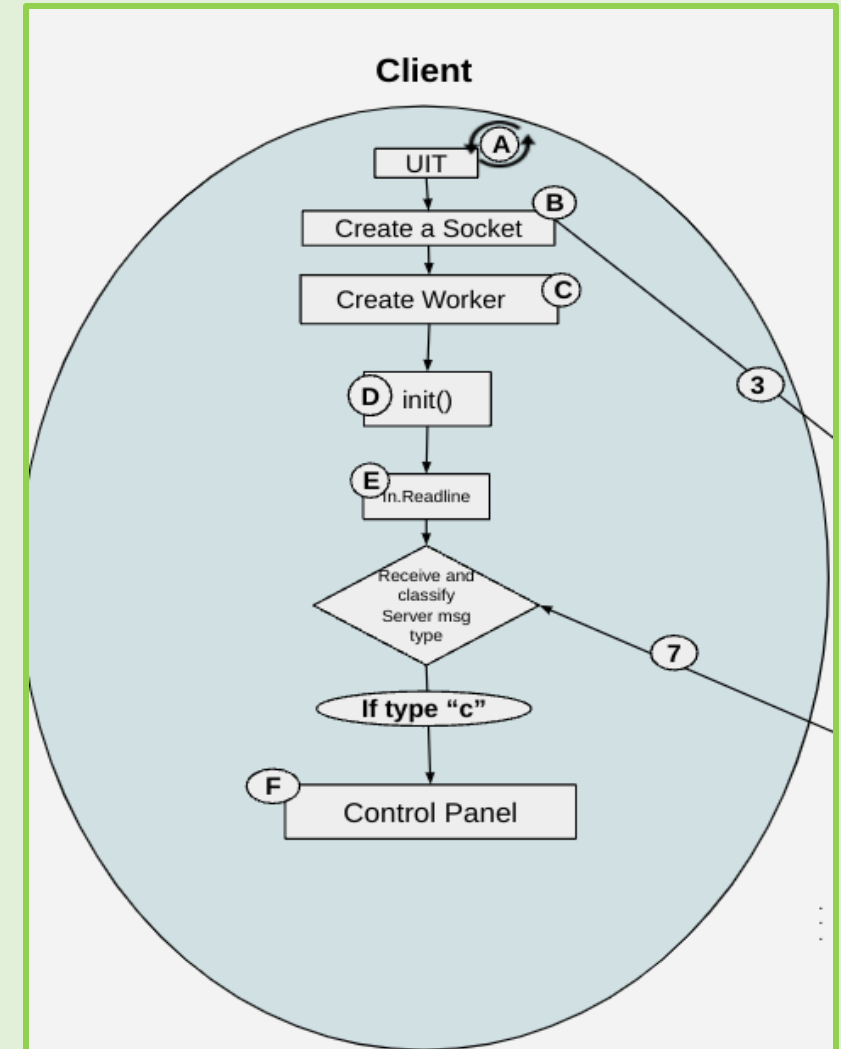 Client
A
UIT
B
Create a Socket
C
Create Worker
D
init()
3
E
In.Readline
Receive and
classify
Server msg
type
7
If type “c”
F
Control Panel